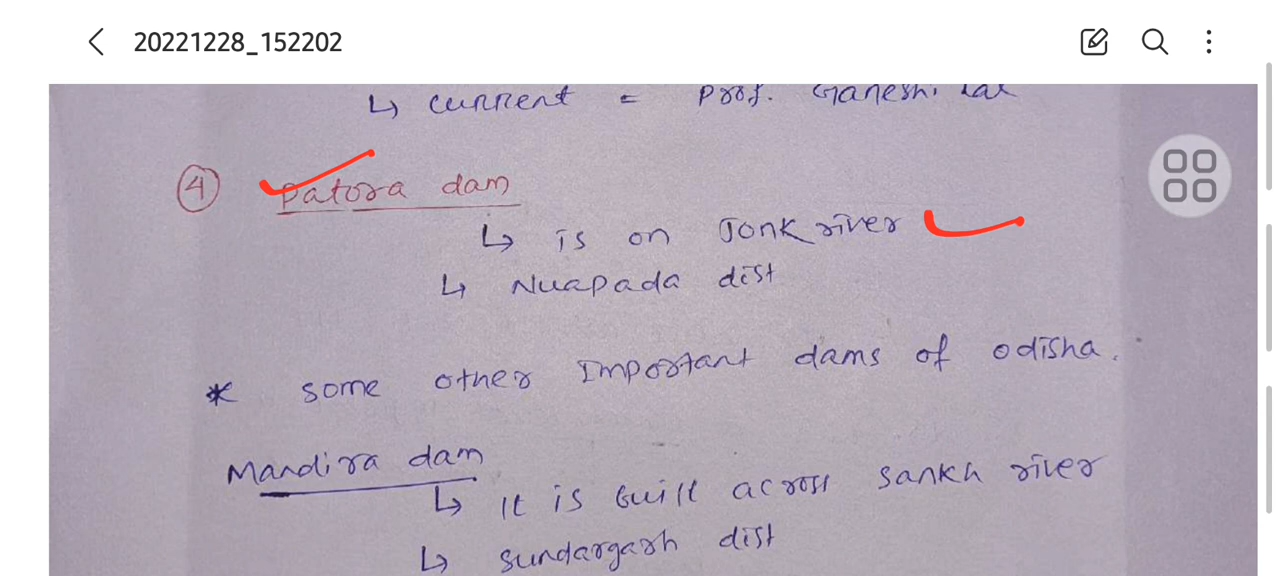 20221228_152202
↳ current = Prof. Ganeshi Lal
④ Patora dam
↳ is on Jonk river
↳ Nuapada dist
* some other Important dams of odisha.
Mandira dam
↳ It is built across sankh river
↳ sundargarh dist